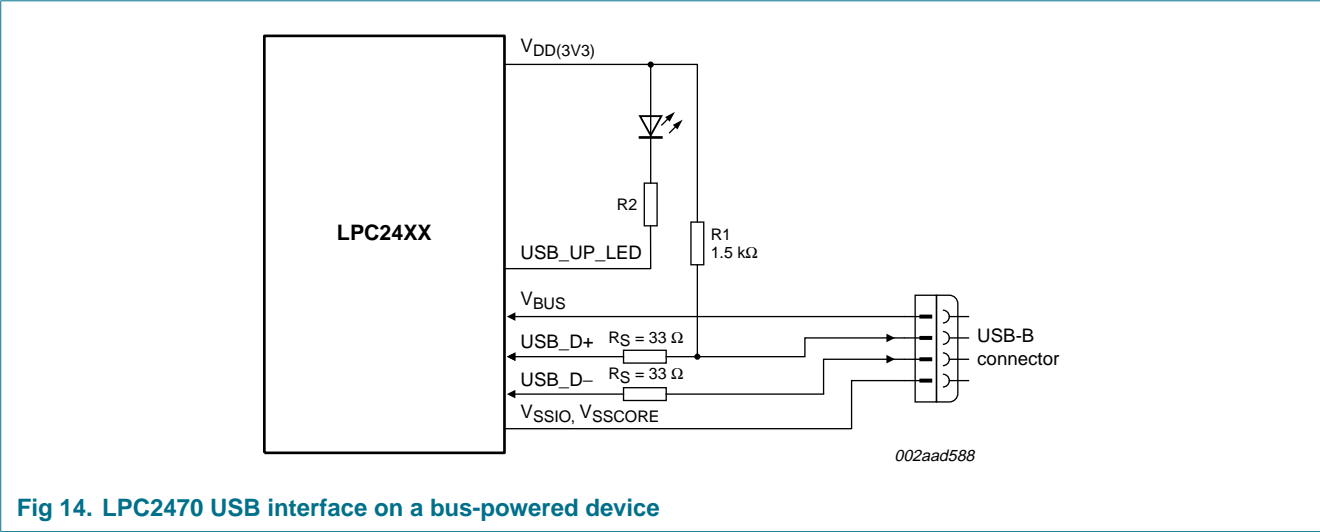 VDD(3V3)
R2
LPC24XX
R1
1.5 kΩ
USB_UP_LED
VBUS
USB_D+ RS = 33 Ω
USB-B
connector
USB_D− RS = 33 Ω
VSSIO, VSSCORE
002aad588
Fig 14. LPC2470 USB interface on a bus-powered device